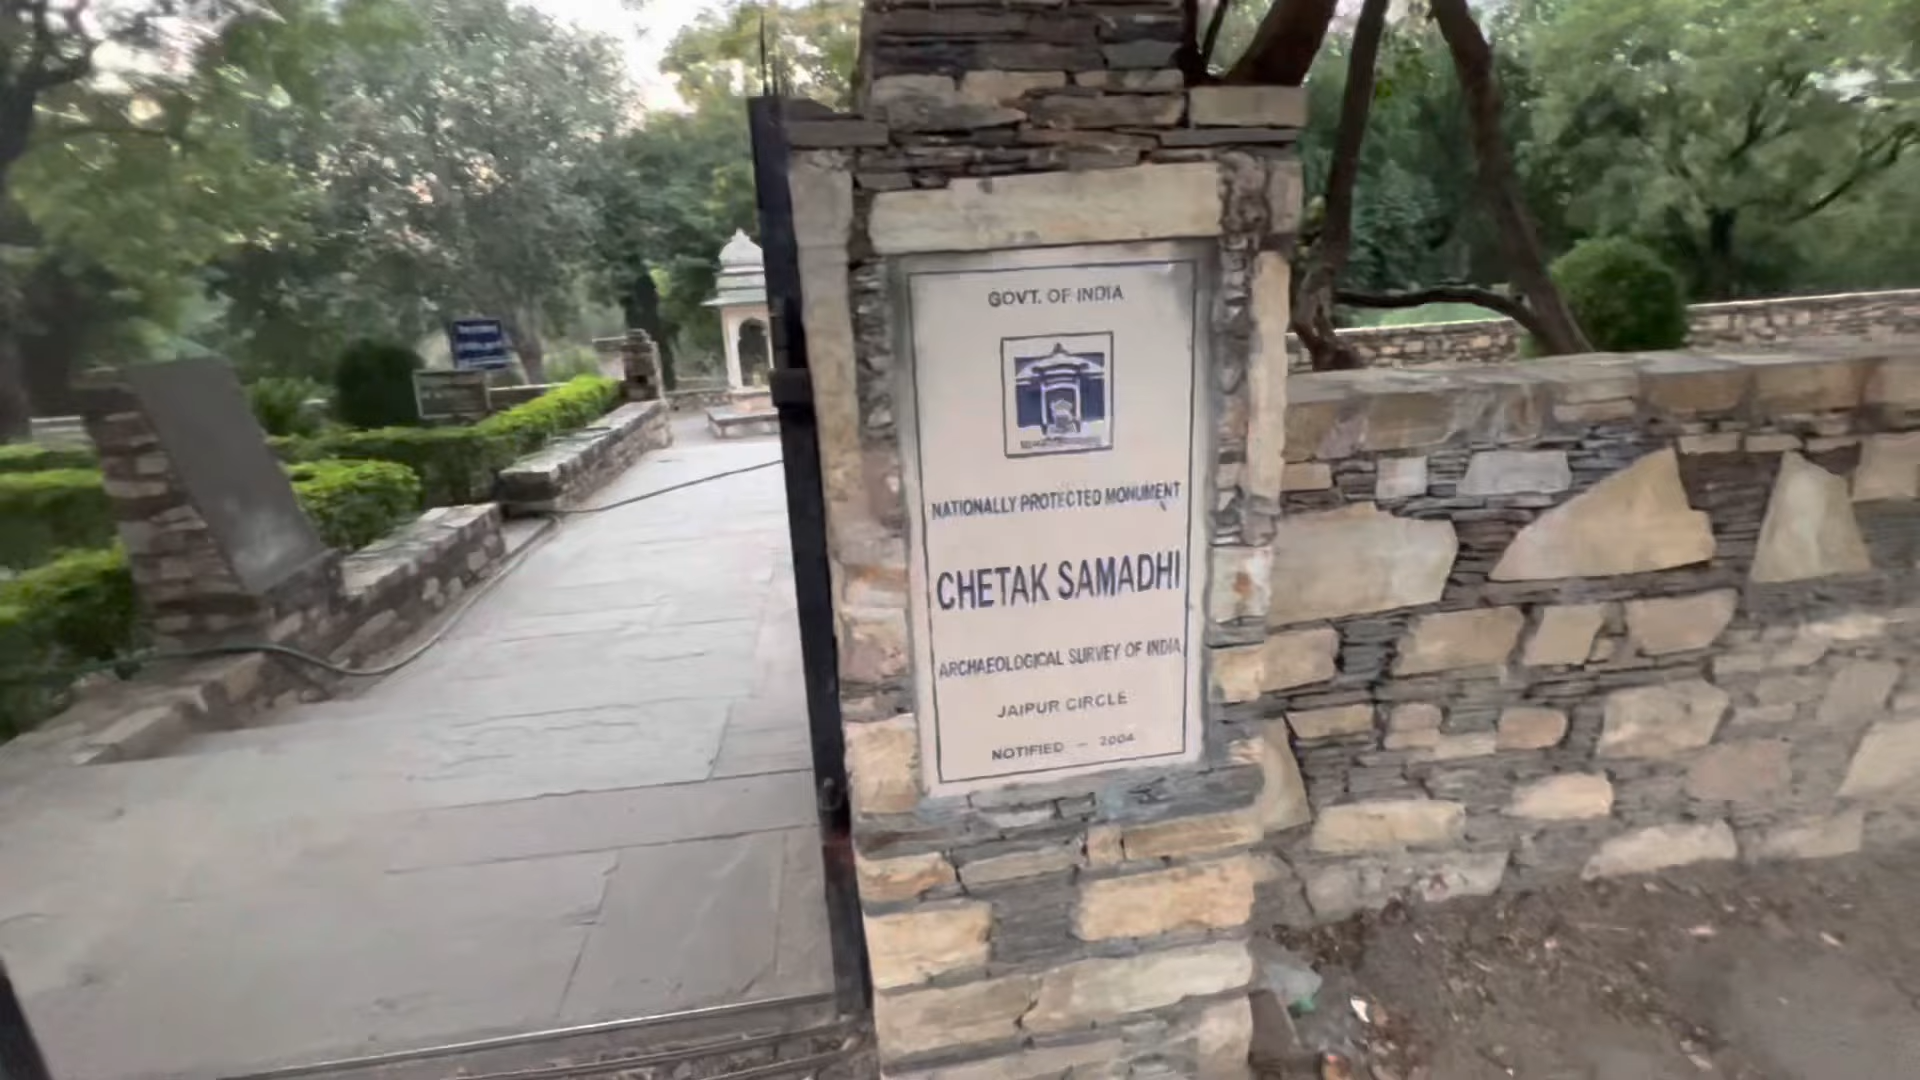 GOVT. OF INDIA
NATIONALLY PROTECTED MONUMENT
CHETAK SAMADHI
ARCHAEOLOGICAL SURVEY OF INDIA
JAIPUR CIRCLE
NOTIFIED – 2004